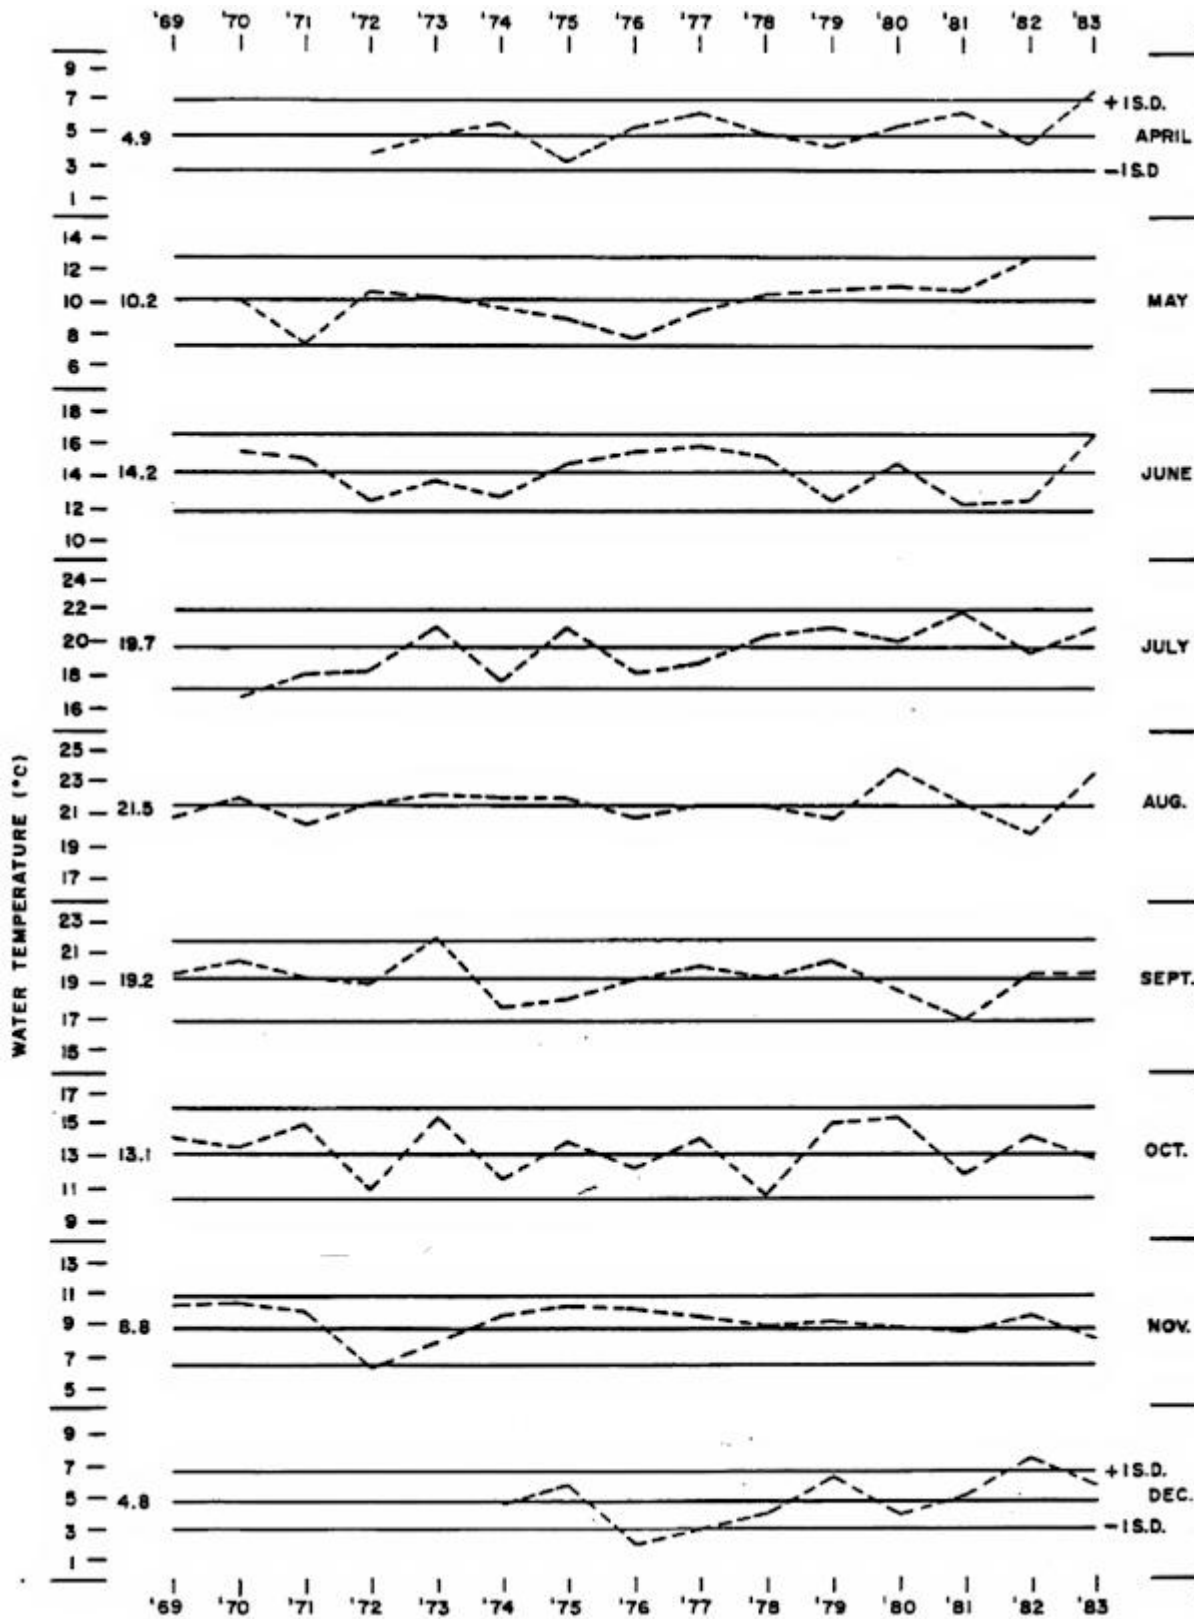 '69 '70 '71 '72 '73 '74 '75 '76 '77 '78 '79 '80 '81 '82 '83
9
7 +1S.D.
5 4.9 APRIL
3 -1S.D
1
14
12
10 10.2 MAY
8
6
18
16
14 14.2 JUNE
12
10
24
22
20 19.7 JULY
18
16
WATER TEMPERATURE (°C)
25
23
21 21.5 AUG.
19
17
23
21
19 19.2 SEPT.
17
15
17
15
13 13.1 OCT.
11
9
13
11
9 8.8 NOV.
7
5
9
7 +1S.D.
5 4.8 DEC.
3 -1S.D.
1
'69 '70 '71 '72 '73 '74 '75 '76 '77 '78 '79 '80 '81 '82 '83